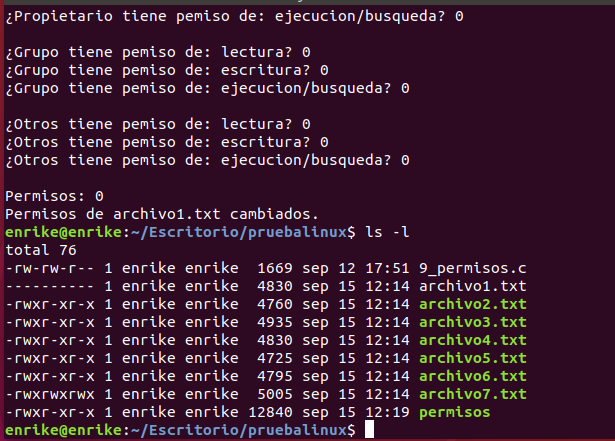 ¿Propietario tiene pemiso de: ejecucion/busqueda? 0
¿Grupo tiene pemiso de: lectura? 0
¿Grupo tiene pemiso de: escritura? 0
¿Grupo tiene pemiso de: ejecucion/busqueda? 0
¿Otros tiene pemiso de: lectura? 0
¿Otros tiene pemiso de: escritura? 0
¿Otros tiene pemiso de: ejecucion/busqueda? 0
Permisos: 0
Permisos de archivo1.txt cambiados.
enrike@enrike:~/Escritorio/pruebalinux$ ls -l
total 76
-rw-rw-r-- 1 enrike enrike  1669 sep 12 17:51 9_permisos.c
---------- 1 enrike enrike  4830 sep 15 12:14 archivo1.txt
-rwxr-xr-x 1 enrike enrike  4760 sep 15 12:14 archivo2.txt
-rwxr-xr-x 1 enrike enrike  4935 sep 15 12:14 archivo3.txt
-rwxr-xr-x 1 enrike enrike  4830 sep 15 12:14 archivo4.txt
-rwxr-xr-x 1 enrike enrike  4725 sep 15 12:14 archivo5.txt
-rwxr-xr-x 1 enrike enrike  4795 sep 15 12:14 archivo6.txt
-rwxrwxrwx 1 enrike enrike  5005 sep 15 12:14 archivo7.txt
-rwxr-xr-x 1 enrike enrike 12840 sep 15 12:19 permisos
enrike@enrike:~/Escritorio/pruebalinux$